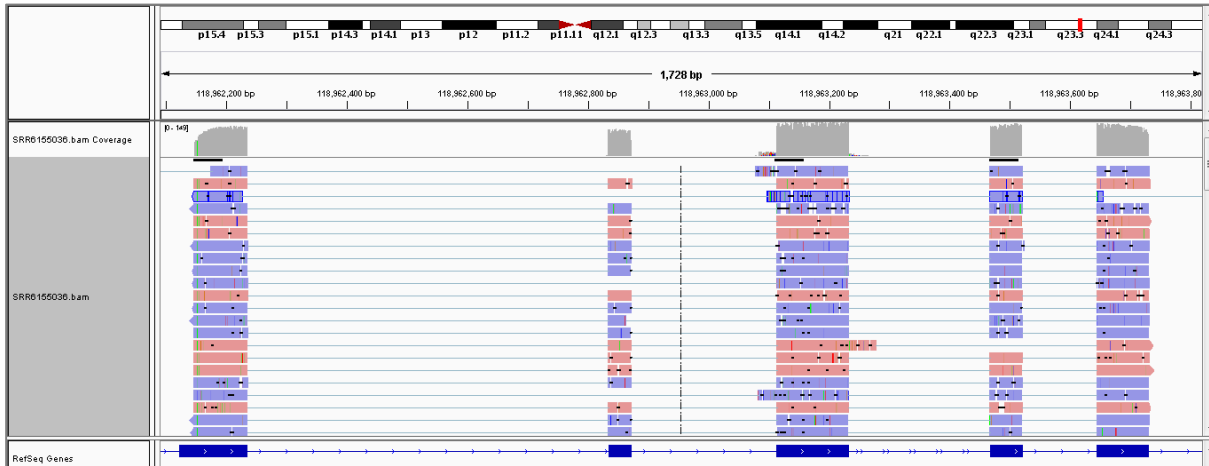 p15.4 p15.3 p15.1 p14.3 p14.1 p13 p12 p11.2 p11.11 q12.1 q12.3 q13.3 q13.5 q14.1 q14.2 q21 q22.1 q22.3 q23.1 q23.3 q24.1 q24.3
1,728 bp
118,962,200 bp 118,962,400 bp 118,962,600 bp 118,962,800 bp 118,963,000 bp 118,963,200 bp 118,963,400 bp 118,963,600 bp 118,963,80
SRR6155036.bam Coverage
[0 - 149]
SRR6155036.bam
RefSeq Genes